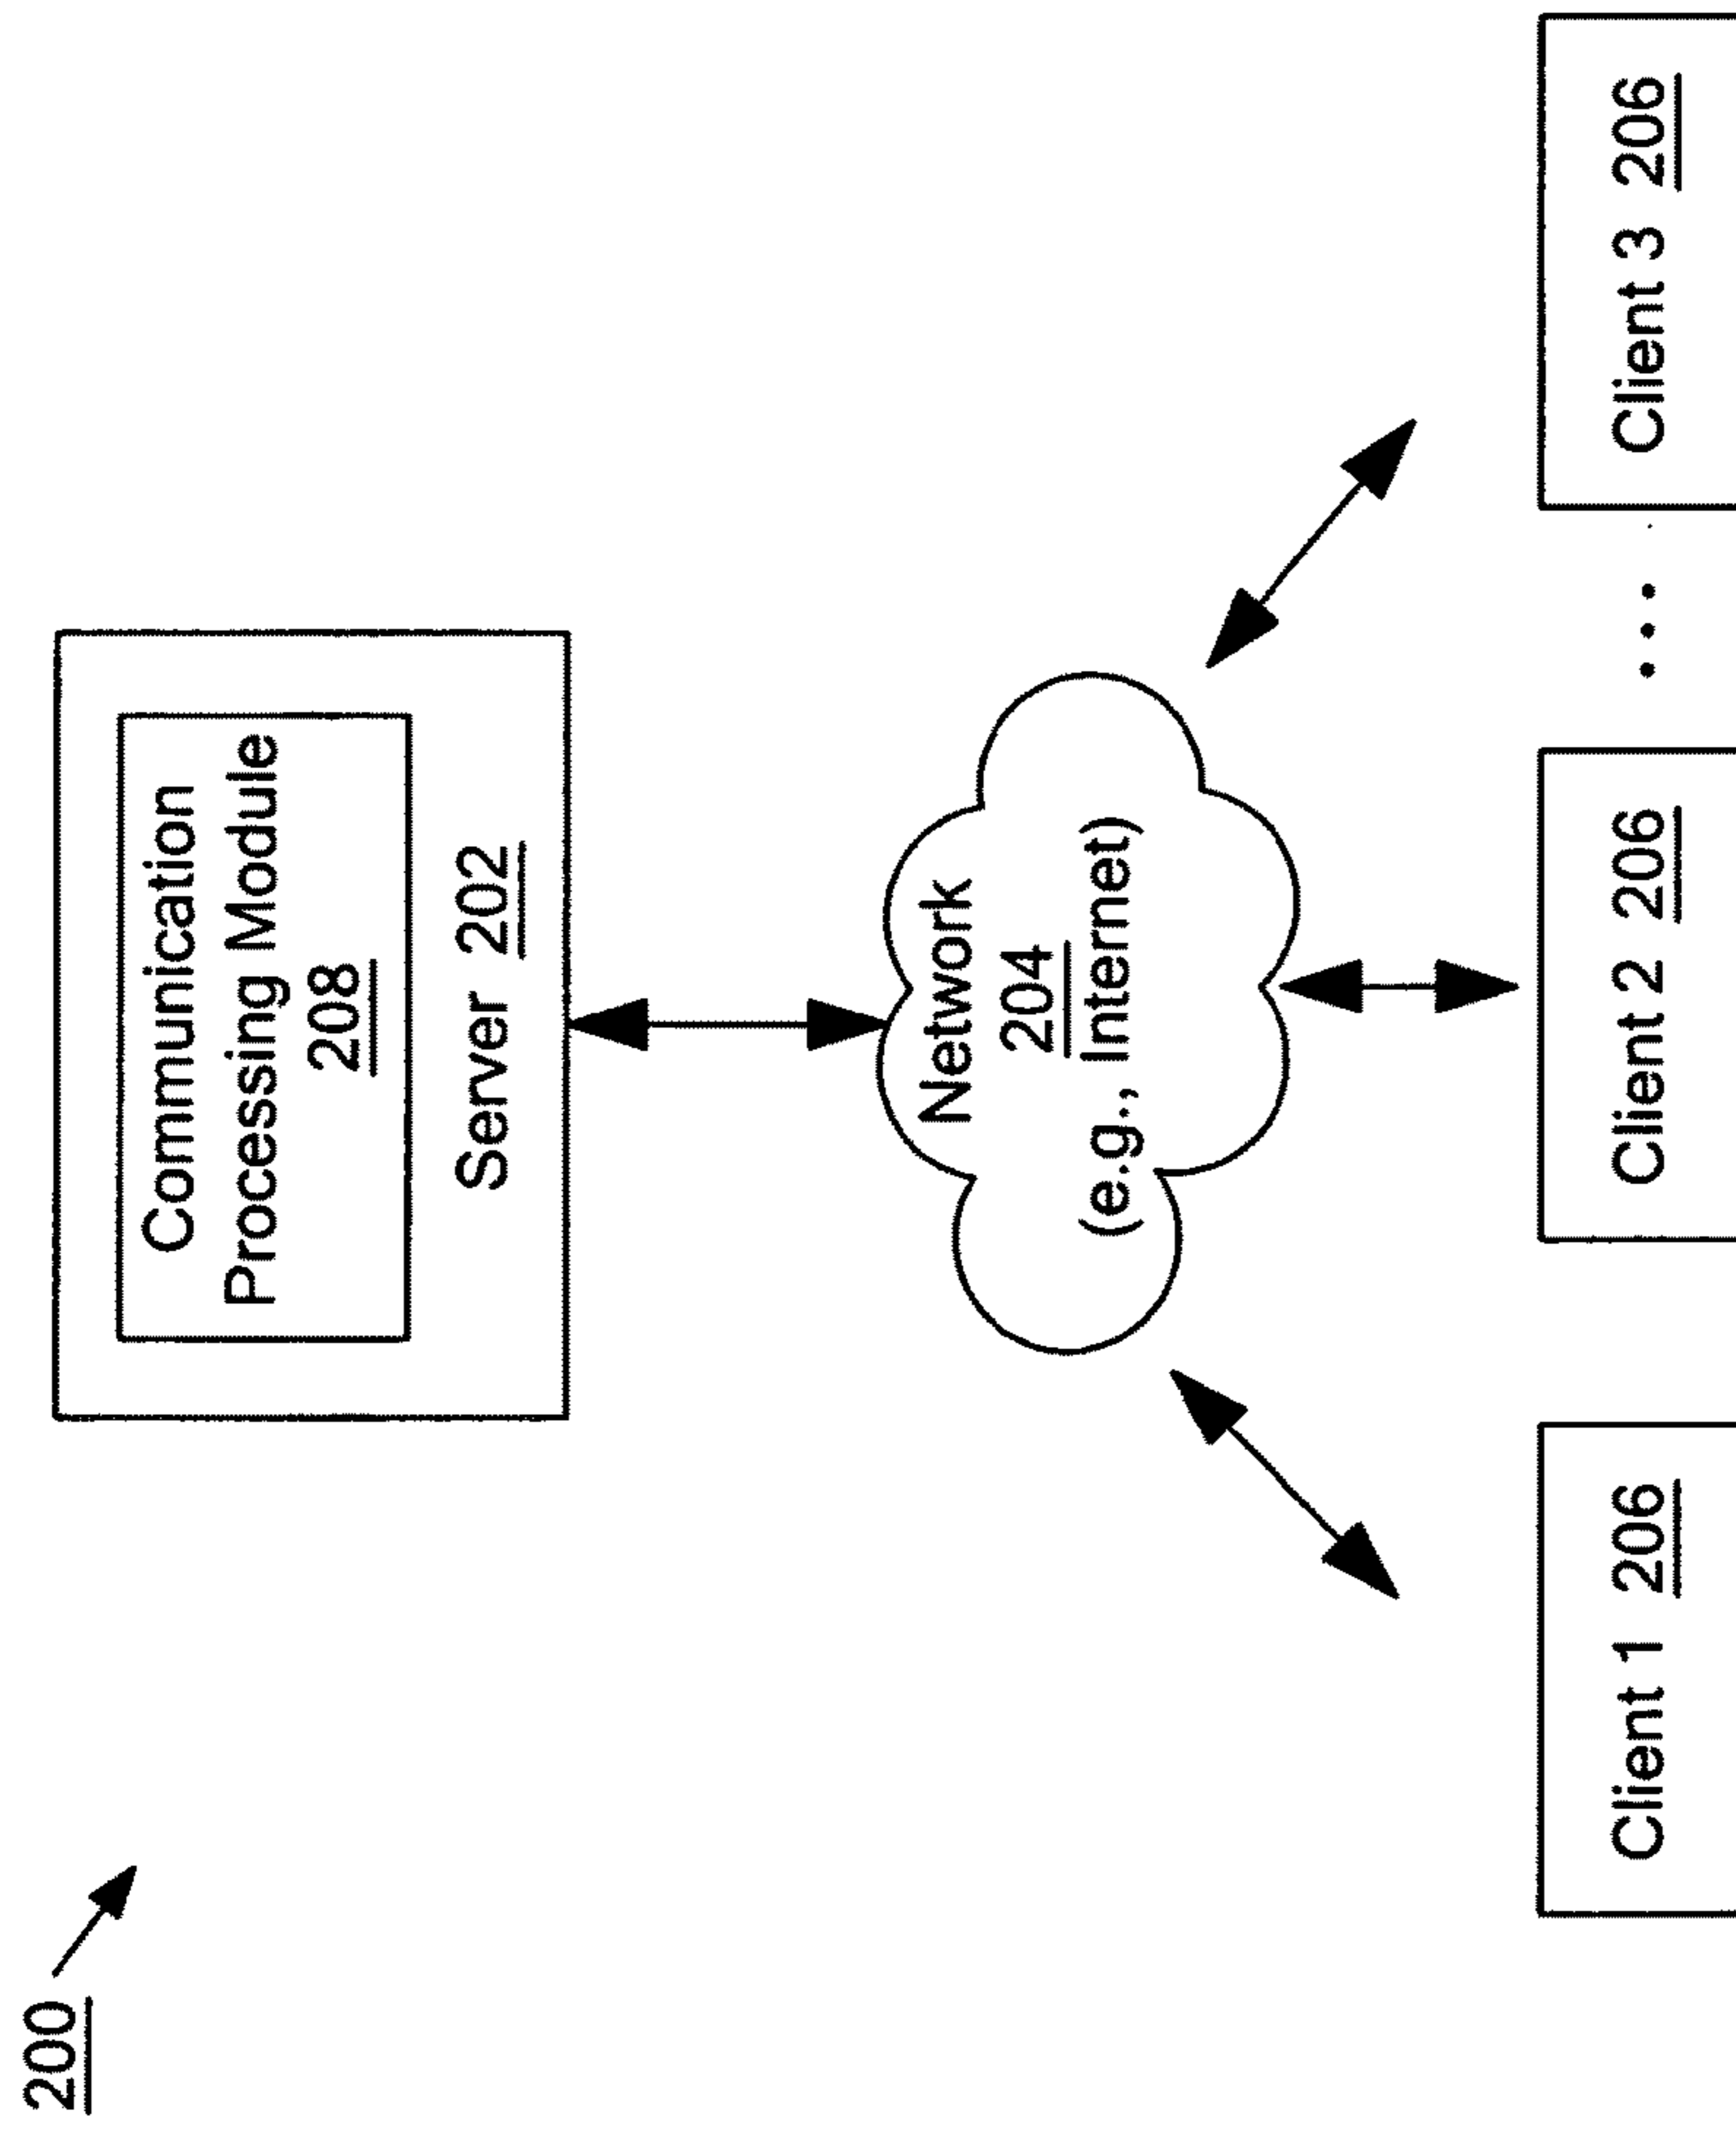 200
Communication
Processing Module
208
Server 202
Network
204
(e.g., Internet)
Client 1 206
Client 2 206
Client 3 206